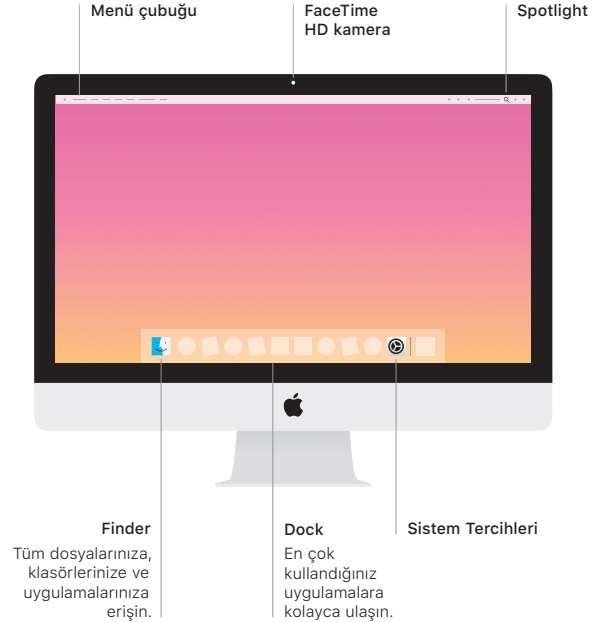 Menü çubuğu
FaceTime
HD kamera
Spotlight
Finder
Tüm dosyalarınıza,
klasörlerinize ve
uygulamalarınıza
erişin.
Dock
En çok
kullandığınız
uygulamalara
kolayca ulaşın.
Sistem Tercihleri